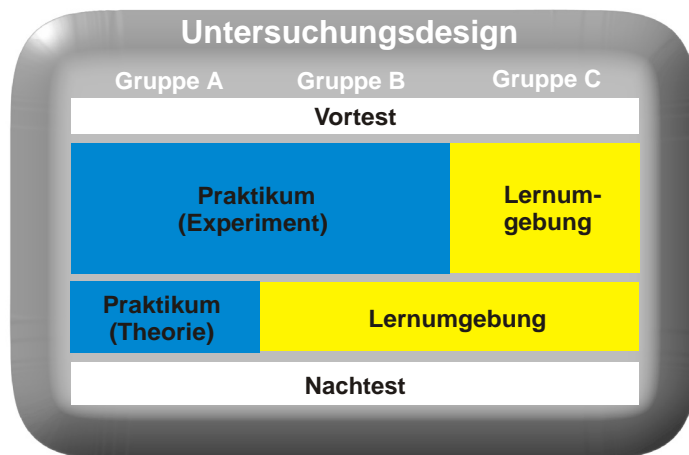 Untersuchungsdesign
Gruppe A Gruppe B Gruppe C
Vortest
Praktikum
(Experiment)
Lernum-
gebung
Praktikum
(Theorie)
Lernumgebung
Nachtest